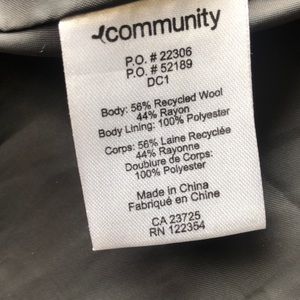 community
P.O. # 22306
P.O. # 52189
DC1
Body: 56% Recycled Wool
44% Rayon
Body Lining: 100% Polyester
Corps: 56% Laine Recyclée
44% Rayonne
Doublure de Corps:
100% Polyester
Made in China
Fabriqué en Chine
CA 23725
RN 122354